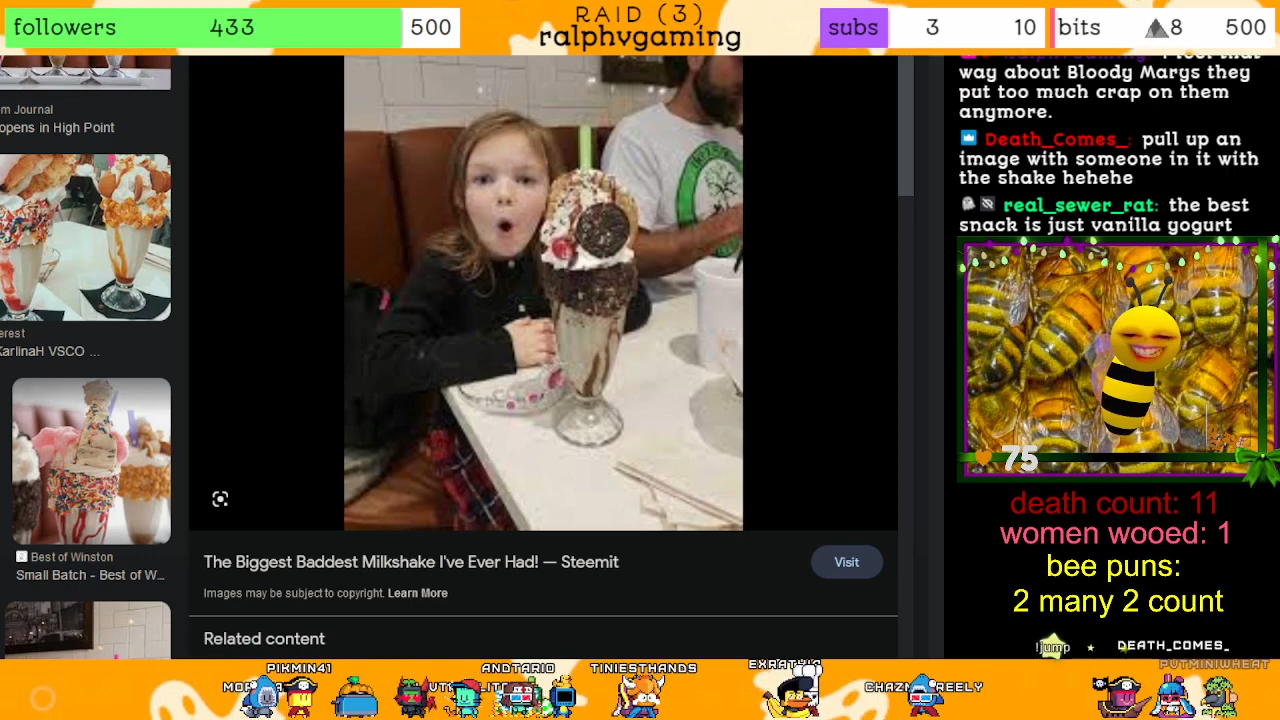 followers 433 500
RAID (3)
ralphvgaming
subs 3 10
bits 8 500
m Journal
opens in High Point
erest
KarlinaH VSCO ...
Best of Winston
Small Batch - Best of W...
The Biggest Baddest Milkshake I've Ever Had! — Steemit
Visit
Images may be subject to copyright. Learn More
Related content
way about Bloody Marys they
put too much crap on them
anymore.
Death_Comes_: pull up an
image with someone in it with
the shake hehehe
real_sewer_rat: the best
snack is just vanilla yogurt
75
death count: 11
women wooed: 1
bee puns:
2 many 2 count
!jump
DEATH_COMES_
PIKMIN41
ANDTARIO
TINIESTHANDS
PUTMINIWHEAT